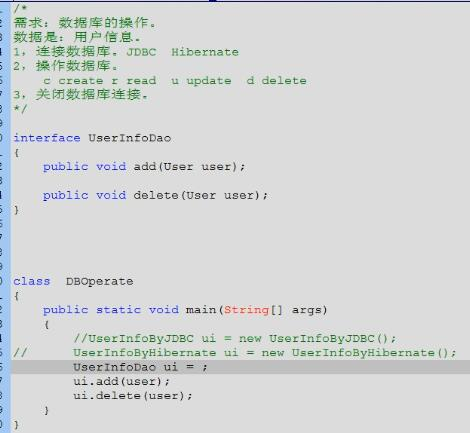 /*
需求：数据库的操作。
数据是：用户信息。
1，连接数据库。JDBC Hibernate
2，操作数据库。
c create r read u update d delete
3，关闭数据库连接。
*/
interface UserInfoDao
{
public void add(User user);
public void delete(User user);
}
class DBOperate
{
public static void main(String[] args)
{
//UserInfoByJDBC ui = new UserInfoByJDBC();
// UserInfoByHibernate ui = new UserInfoByHibernate();
UserInfoDao ui = ;
ui.add(user);
ui.delete(user);
}
}